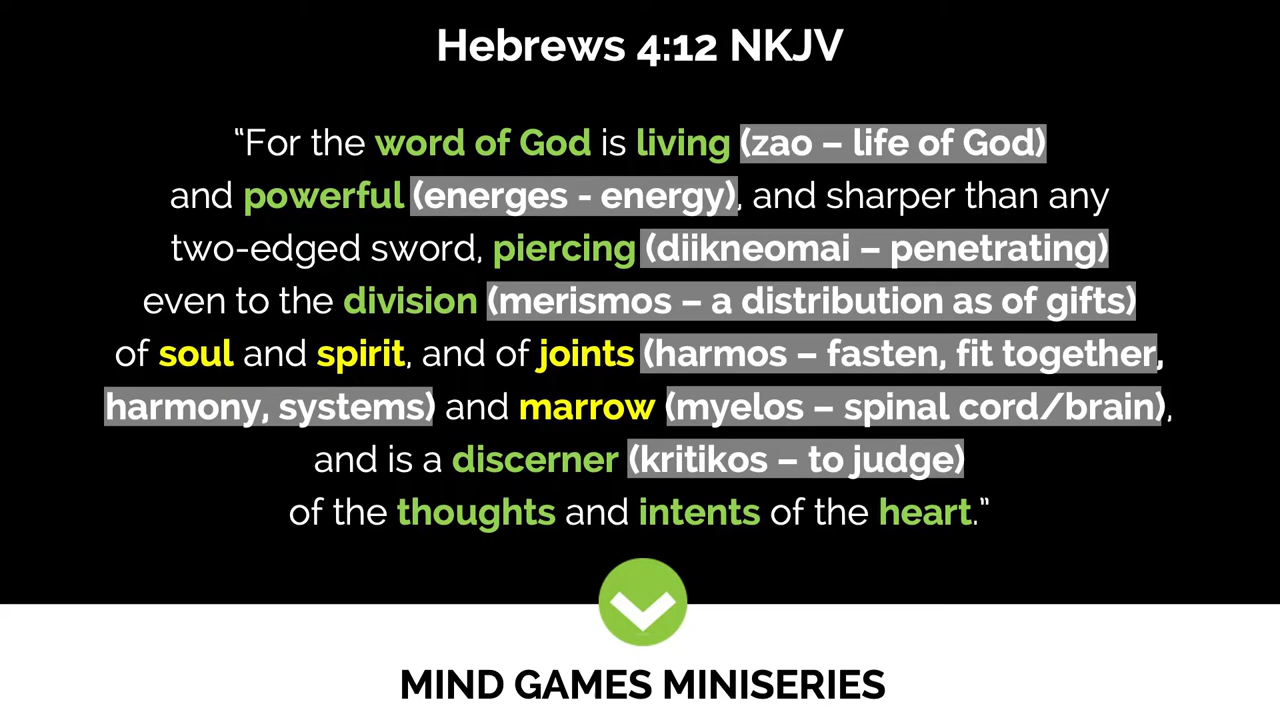 Hebrews 4:12 NKJV
“For the word of God is living (zao – life of God)
and powerful (energes - energy), and sharper than any
two-edged sword, piercing (diikneomai – penetrating)
even to the division (merismos – a distribution as of gifts)
of soul and spirit, and of joints (harmos – fasten, fit together,
harmony, systems) and marrow (myelos – spinal cord/brain),
and is a discerner (kritikos – to judge)
of the thoughts and intents of the heart.”
MIND GAMES MINISERIES